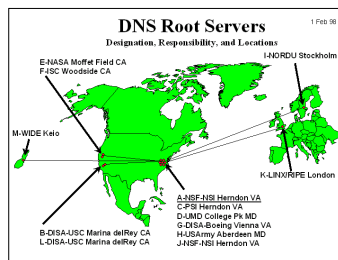 DNS Root Servers
1 Feb 98
Designation, Responsibility, and Locations
E-NASA Moffet Field CA
F-ISC Woodside CA
I-NORDU Stockholm
M-WIDE Keio
K-LINX/RIPE London
A-NSF-NSI Herndon VA
C-PSI Herndon VA
D-UMD College Pk MD
G-DISA-Boeing Vienna VA
H-USArmy Aberdeen MD
J-NSF-NSI Herndon VA
B-DISA-USC Marina delRey CA
L-DISA-USC Marina delRey CA